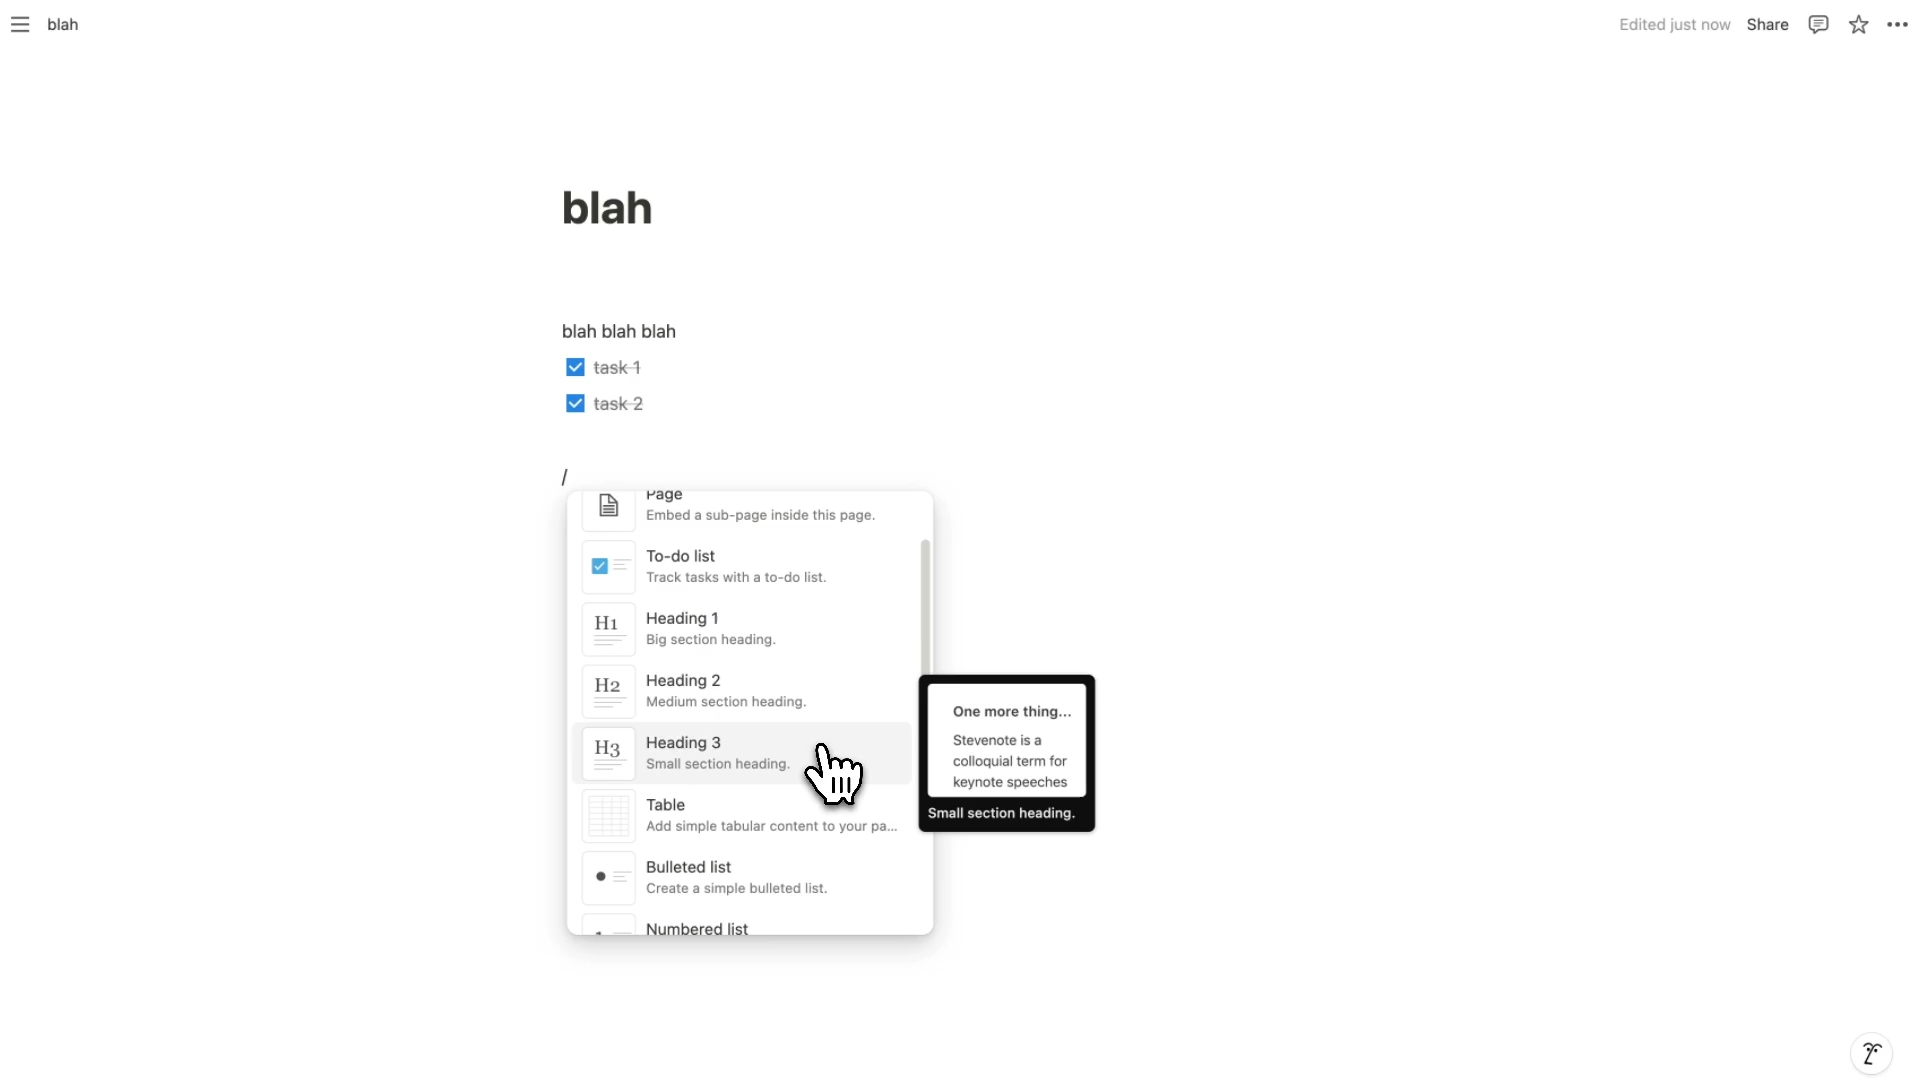 blah
Edited just now
Share
blah
blah blah blah
task 1
task 2
/
Page
Embed a sub-page inside this page.
To-do list
Track tasks with a to-do list.
H1
Heading 1
Big section heading.
H2
Heading 2
Medium section heading.
H3
Heading 3
Small section heading.
Table
Add simple tabular content to your pa...
Bulleted list
Create a simple bulleted list.
Numbered list
One more thing...
Stevenote is a
colloquial term for
keynote speeches
Small section heading.